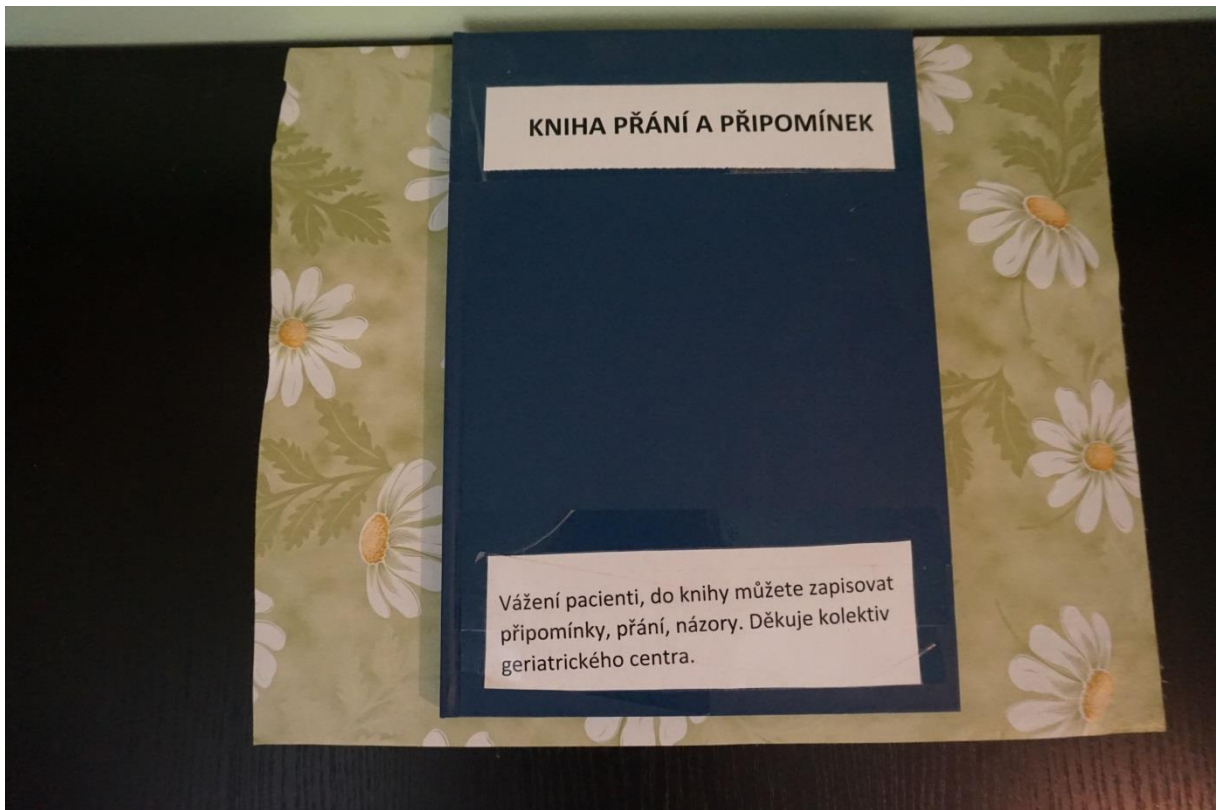 KNIHA PŘÁNÍ A PŘIPOMÍNEK
Vážení pacienti, do knihy můžete zapisovat
připomínky, přání, názory. Děkuje kolektiv
geriatrického centra.